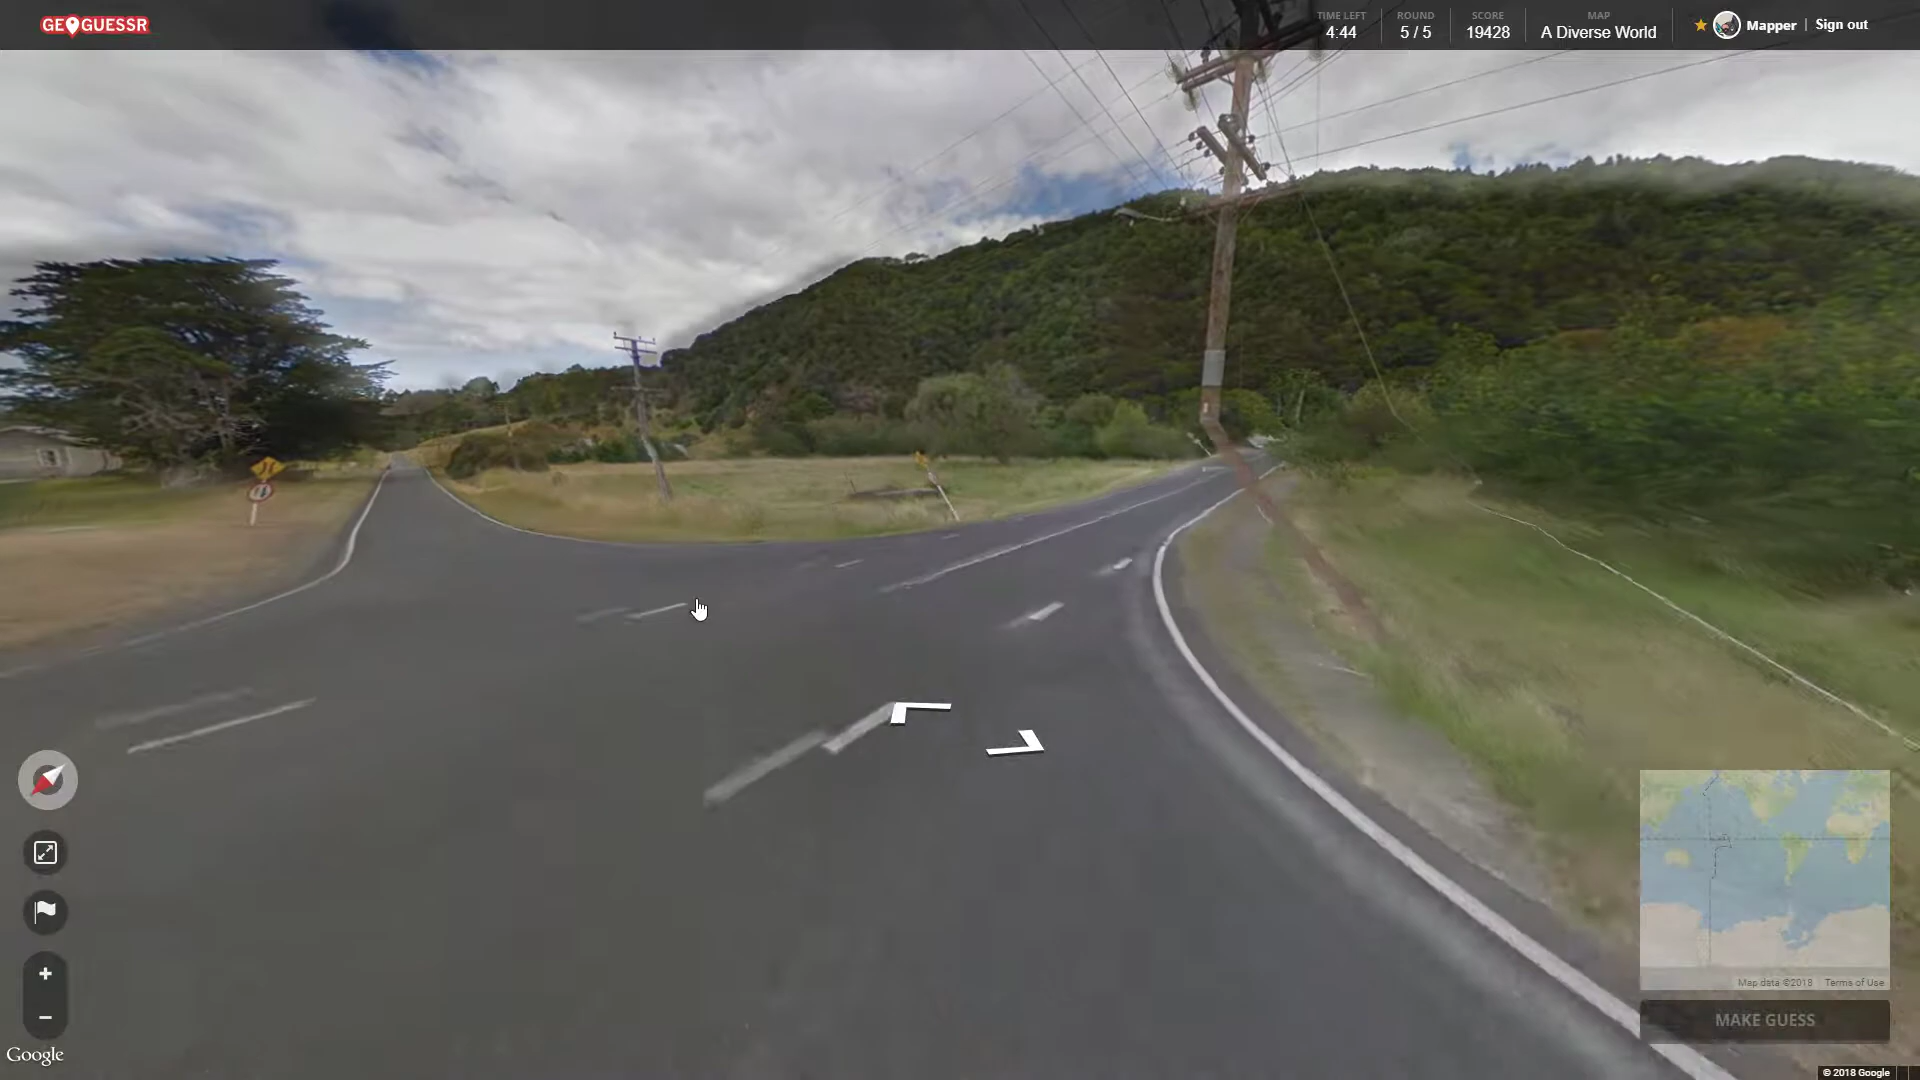 GEOGUESSR
TIME LEFT
4:44
ROUND
5 / 5
SCORE
19428
MAP
A Diverse World
Mapper
Sign out
Map data ©2018
Terms of Use
MAKE GUESS
Google
© 2018 Google